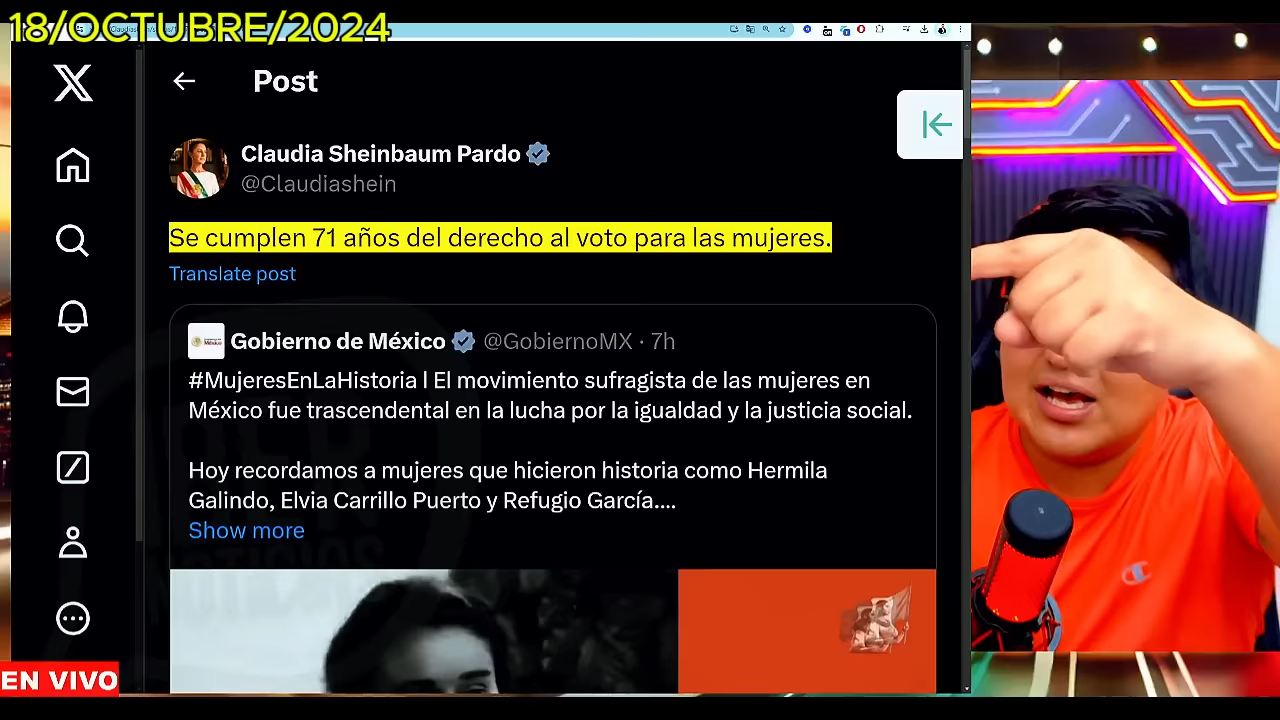 18/OCTUBRE/2024
Post
Claudia Sheinbaum Pardo
@Claudiashein
Se cumplen 71 años del derecho al voto para las mujeres.
Translate post
Gobierno de México @GobiernoMX · 7h
#MujeresEnLaHistoria l El movimiento sufragista de las mujeres en
México fue trascendental en la lucha por la igualdad y la justicia social.
Hoy recordamos a mujeres que hicieron historia como Hermila
Galindo, Elvia Carrillo Puerto y Refugio García....
Show more
EN VIVO